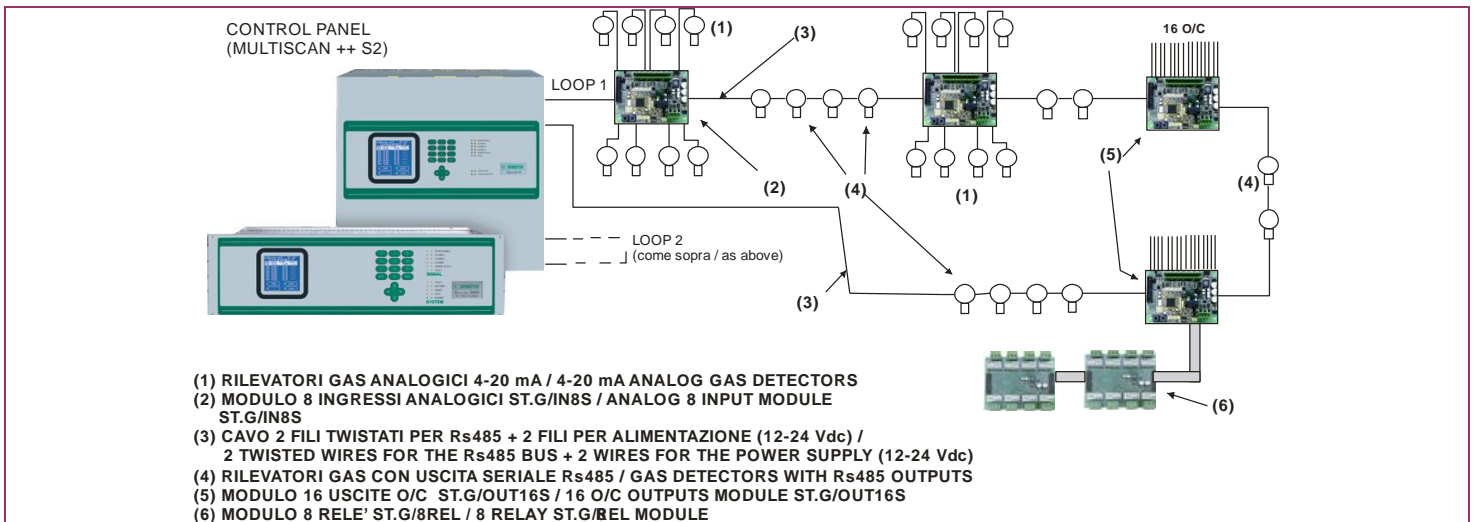 CONTROL PANEL
(MULTISCAN ++ S2)
(1)
(3)
16 O/C
LOOP 1
(2)
(4)
(1)
(5)
(4)
LOOP 2
(come sopra / as above)
(3)
SIGNAL
SYSTEM
(6)
(1) RILEVATORI GAS ANALOGICI 4-20 mA / 4-20 mA ANALOG GAS DETECTORS
(2) MODULO 8 INGRESSI ANALOGICI ST.G/IN8S / ANALOG 8 INPUT MODULE
ST.G/IN8S
(3) CAVO 2 FILI TWISTATI PER Rs485 + 2 FILI PER ALIMENTAZIONE (12-24 Vdc) /
2 TWISTED WIRES FOR THE Rs485 BUS + 2 WIRES FOR THE POWER SUPPLY (12-24 Vdc)
(4) RILEVATORI GAS CON USCITA SERIALE Rs485 / GAS DETECTORS WITH Rs485 OUTPUTS
(5) MODULO 16 USCITE O/C ST.G/OUT16S / 16 O/C OUTPUTS MODULE ST.G/OUT16S
(6) MODULO 8 RELE' ST.G/8REL / 8 RELAY ST.G/8REL MODULE